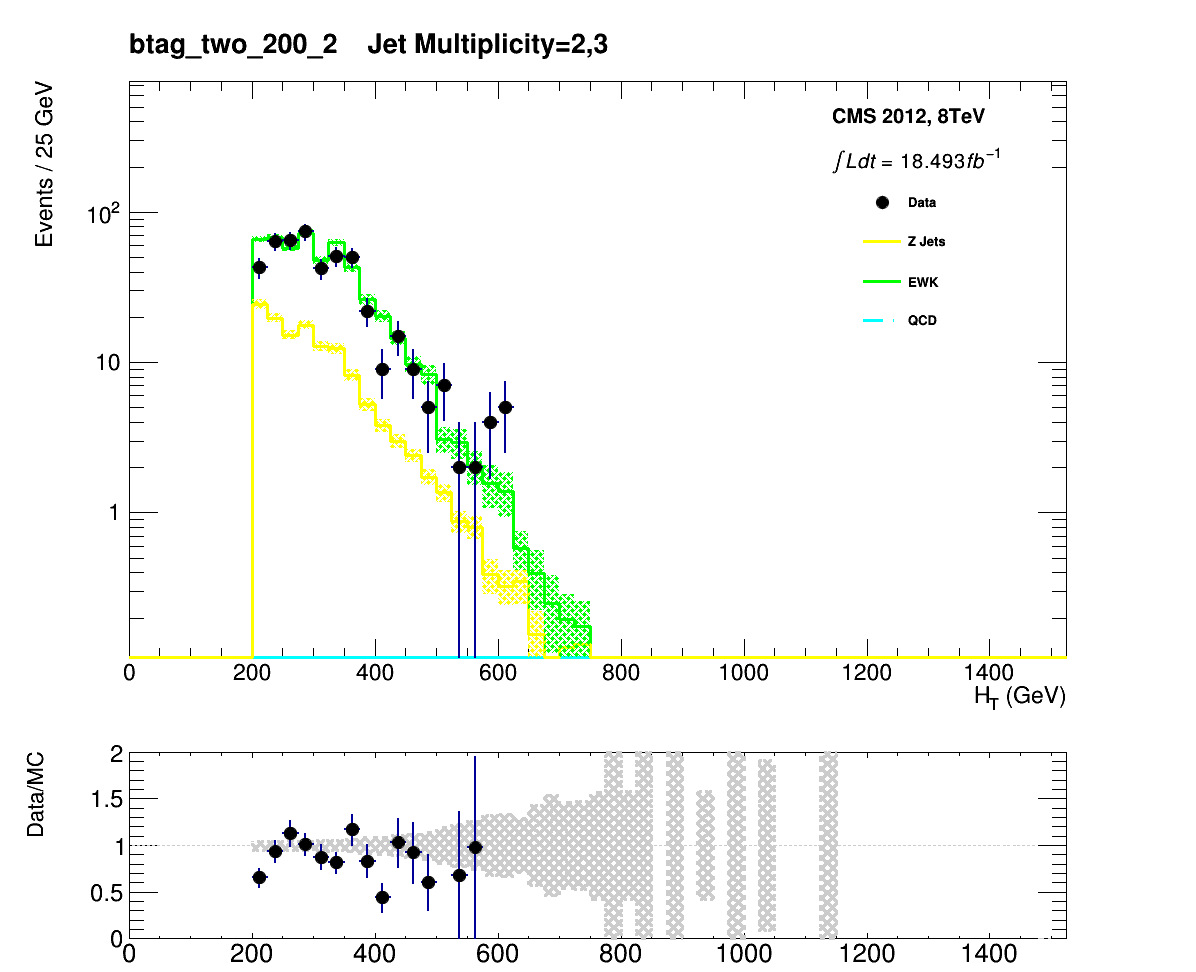 btag_two_200_2 Jet Multiplicity=2,3
Events / 25 GeV
CMS 2012, 8TeV
∫Ldt = 18.493fb⁻¹
Data
Z Jets
EWK
QCD
10²
10
1
0 200 400 600 800 1000 1200 1400
H_T (GeV)
Data/MC
2
1.5
1
0.5
0
0 200 400 600 800 1000 1200 1400